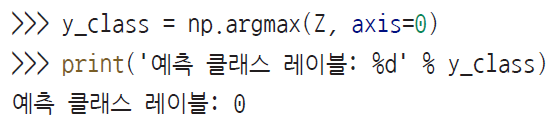 >>> y_class = np.argmax(Z, axis=0)
>>> print('예측 클래스 레이블: %d' % y_class)
예측 클래스 레이블: 0